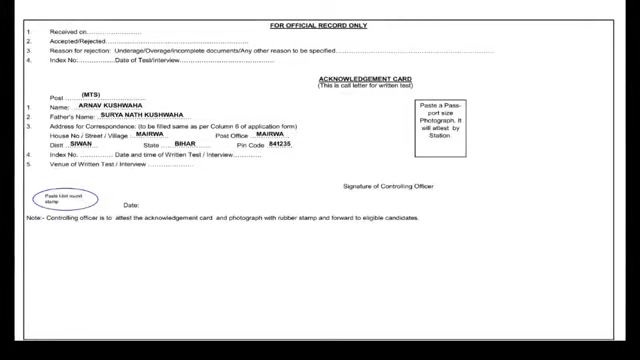 FOR OFFICIAL RECORD ONLY
1. Received on............................
2. Accepted/Rejected............................................................
3. Reason for rejection: Underage/Overage/incomplete documents/Any other reason to be specified............................................................
4. Index No:.................Date of Test/Interview........................................
ACKNOWLEDGEMENT CARD
(This is call letter for written test)
Post ....(MTS)....................
1 Name: ARNAV KUSHWAHA
2. Father's Name: SURYA NATH KUSHWAHA
3. Address for Correspondence: (to be filled same as per Column 6 of application form)
House No / Street / Village : MAIRWA Post Office : MAIRWA
Distt : SIWAN State : BIHAR Pin Code 841235
4. Index No. ............. Date and time of Written Test / Interview.............
5. Venue of Written Test / Interview ....................
Paste a Pass-
port size
Photograph. It
will attest by
Station
Signature of Controlling Officer
round
stamp
Date:
Note:- Controlling officer is to attest the acknowledgement card and photograph with rubber stamp and forward to eligible candidates.